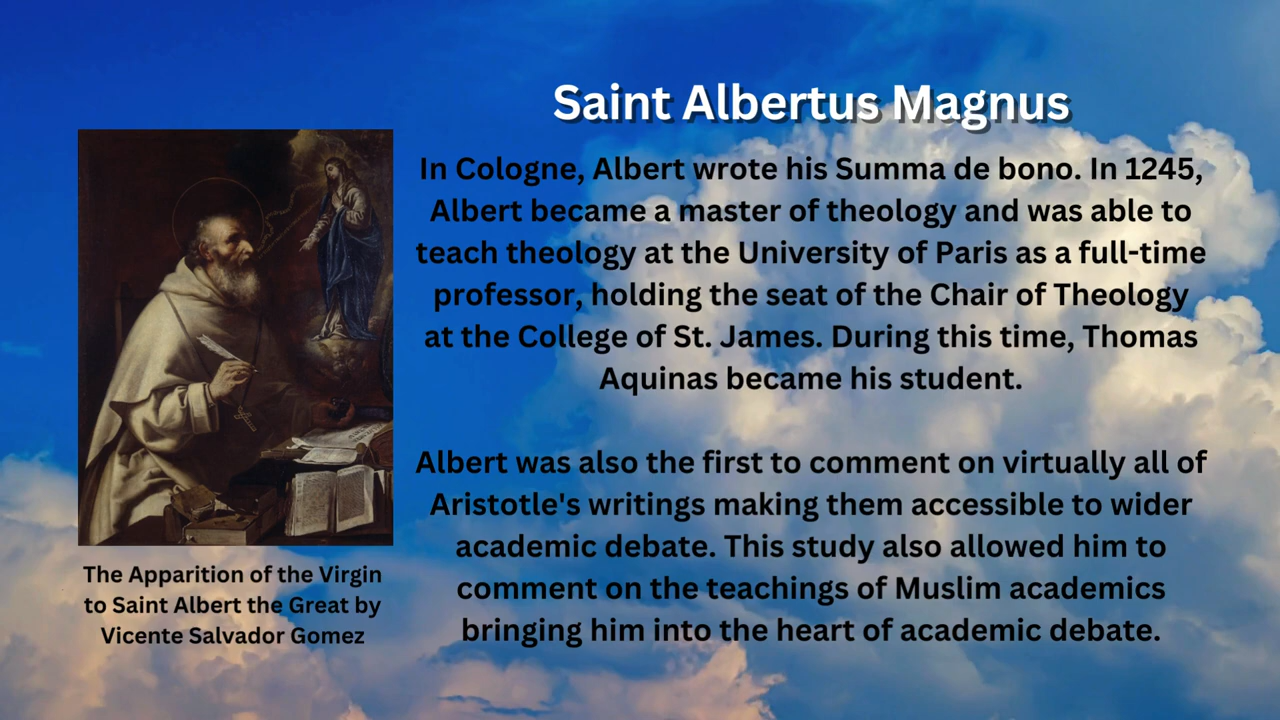 Saint Albertus Magnus
In Cologne, Albert wrote his Summa de bono. In 1245,
Albert became a master of theology and was able to
teach theology at the University of Paris as a full-time
professor, holding the seat of the Chair of Theology
at the College of St. James. During this time, Thomas
Aquinas became his student.
Albert was also the first to comment on virtually all of
Aristotle's writings making them accessible to wider
academic debate. This study also allowed him to
comment on the teachings of Muslim academics
bringing him into the heart of academic debate.
The Apparition of the Virgin
to Saint Albert the Great by
Vicente Salvador Gomez